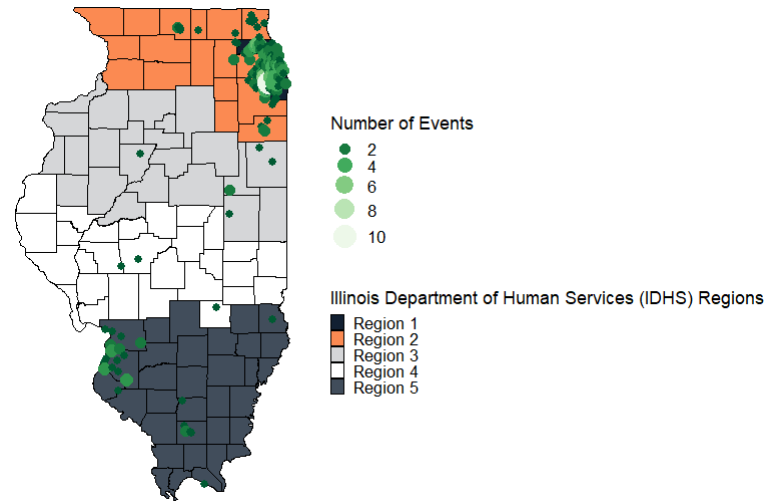 Number of Events
2
4
6
8
10
Illinois Department of Human Services (IDHS) Regions
Region 1
Region 2
Region 3
Region 4
Region 5